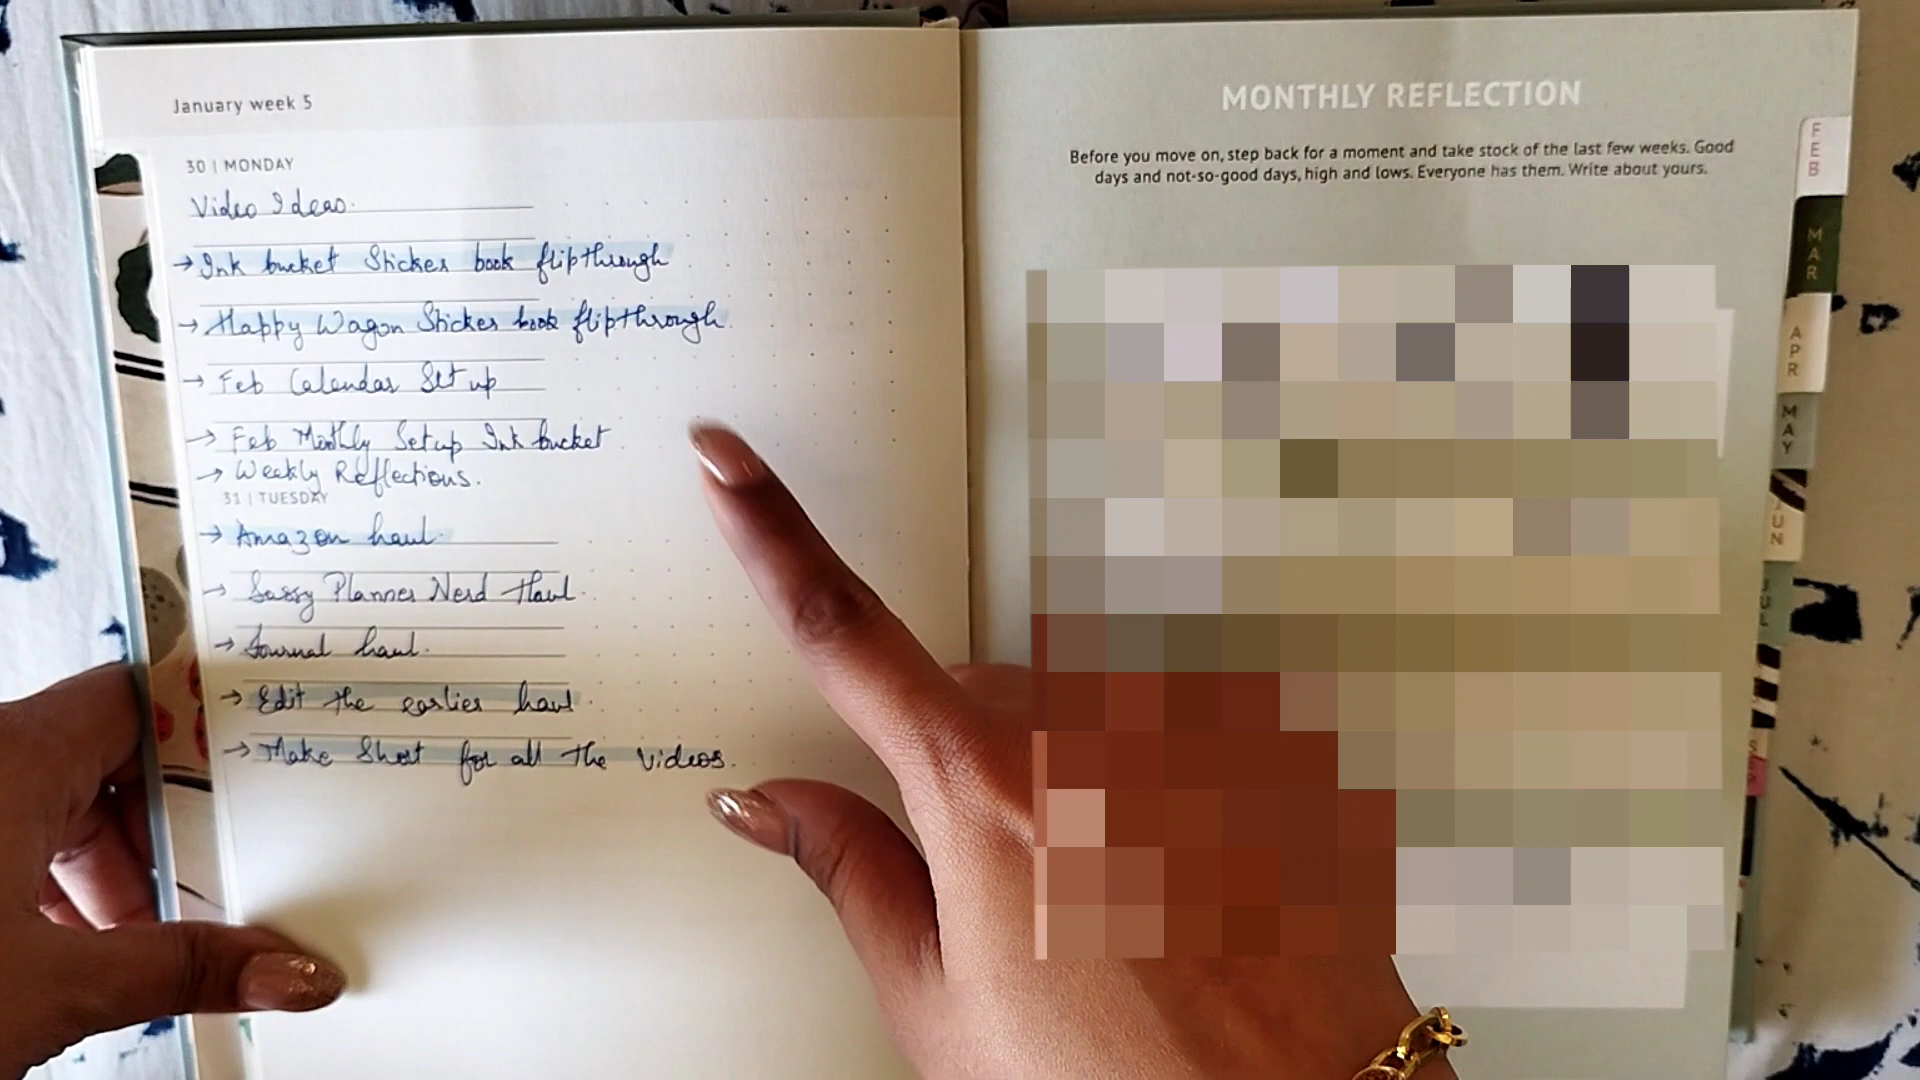 January week 5
30 | MONDAY
Video Ideas.
→ Ink bucket Sticker book flipthrough
→ Happy Wagon Sticker book flipthrough.
→ Feb Calendar Set up
→ Feb Monthly Setup Ink bucket
→ Weekly Reflections.
31 | TUESDAY
→ Amazon haul.
→ Sassy Planner Nerd Haul.
→ Journal haul.
→ Edit the earlier haul.
→ Make Short for all the videos.
MONTHLY REFLECTION
Before you move on, step back for a moment and take stock of the last few weeks. Good
days and not-so-good days, high and lows. Everyone has them. Write about yours.
FEB
MAR
APR
MAY
JUN
JUL